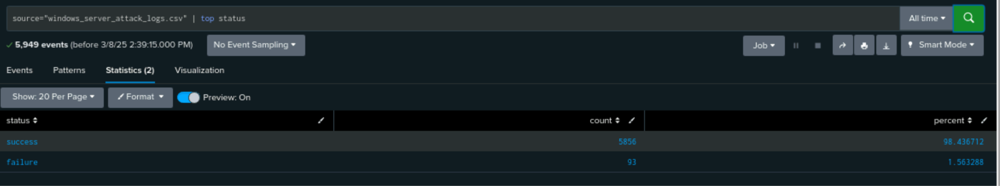 source="windows_server_attack_logs.csv" | top status
All time
5,949 events (before 3/8/25 2:39:15.000 PM)
No Event Sampling
Job
Smart Mode
Events
Patterns
Statistics (2)
Visualization
Show: 20 Per Page
Format
Preview: On
status
count
percent
success 5856 98.436712
failure 93 1.563288